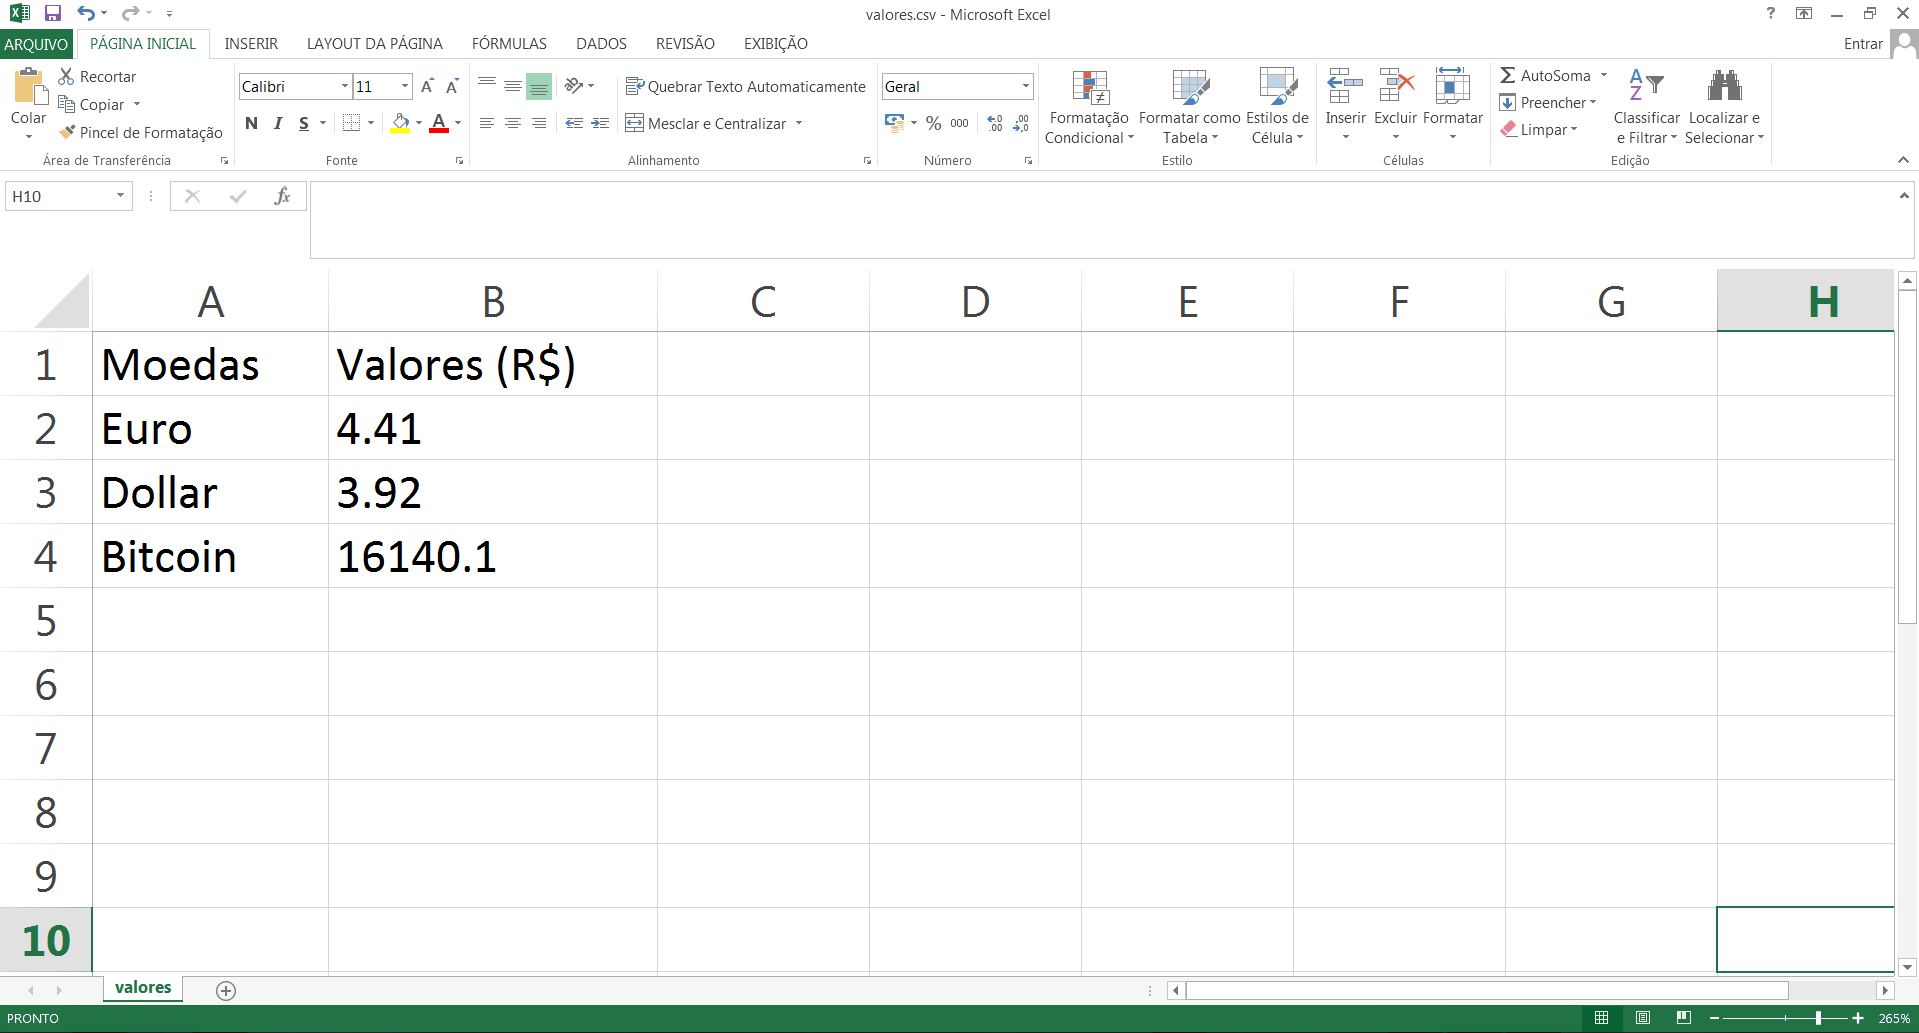 valores.csv - Microsoft Excel
ARQUIVO PÁGINA INICIAL INSERIR LAYOUT DA PÁGINA FÓRMULAS DADOS REVISÃO EXIBIÇÃO Entrar
Colar
Recortar
Copiar
Pincel de Formatação
Área de Transferência
Calibri 11
N I S
Fonte
Quebrar Texto Automaticamente
Mesclar e Centralizar
Alinhamento
Geral
% 000
Número
Formatação Condicional
Formatar como Tabela
Estilos de Célula
Estilo
Inserir Excluir Formatar
Células
AutoSoma
Preencher
Limpar
Classificar e Filtrar
Localizar e Selecionar
Edição
H10 fx
A B C D E F G H
1 Moedas Valores (R$)
2 Euro 4.41
3 Dollar 3.92
4 Bitcoin 16140.1
5
6
7
8
9
10
valores
PRONTO 265%